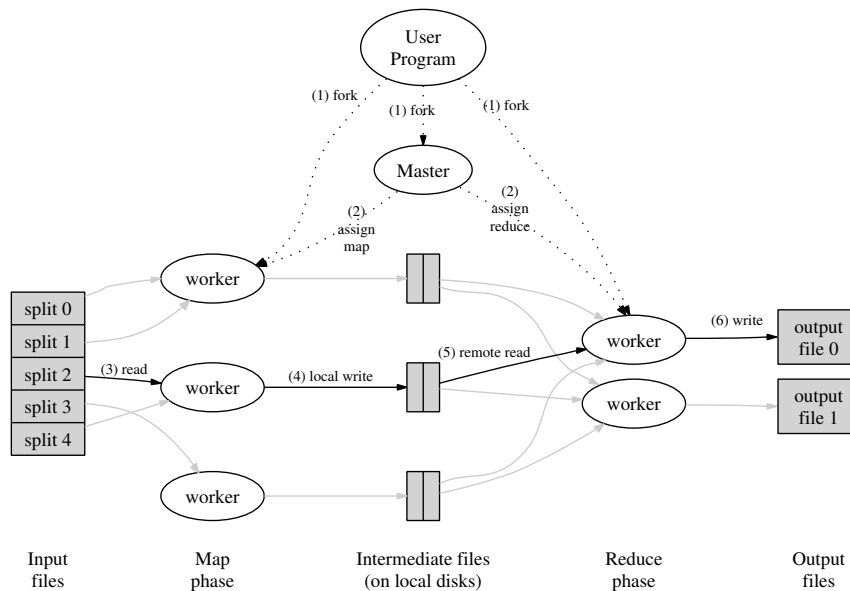 User
Program
(1) fork
(1) fork
(1) fork
Master
(2)
assign
map
(2)
assign
reduce
worker
split 0
split 1
split 2
split 3
split 4
(3) read
worker
(4) local write
(5) remote read
worker
(6) write
output
file 0
worker
output
file 1
worker
Input
files
Map
phase
Intermediate files
(on local disks)
Reduce
phase
Output
files